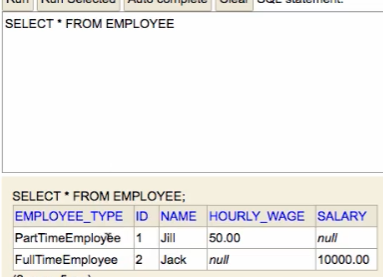 Run Run Selected Auto complete Clear SQL statement:
SELECT * FROM EMPLOYEE
SELECT * FROM EMPLOYEE;
EMPLOYEE_TYPE ID NAME HOURLY_WAGE SALARY
PartTimeEmployee 1 Jill 50.00 null
FullTimeEmployee 2 Jack null 10000.00